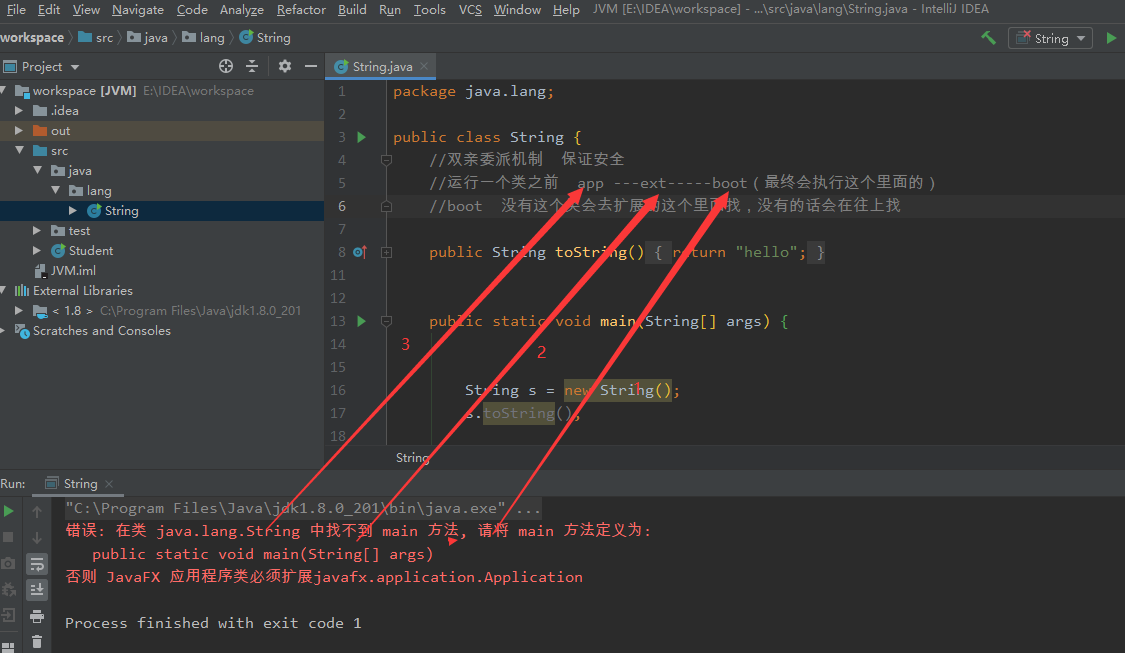 File Edit View Navigate Code Analyze Refactor Build Run Tools VCS Window Help JVM [E:\IDEA\workspace] - ...\src\java\lang\String.java - IntelliJ IDEA
workspace src java lang String String
Project String.java
workspace [JVM] E:\IDEA\workspace
.idea
out
src
java
lang
String
test
Student
JVM.iml
External Libraries
< 1.8 > C:\Program Files\Java\jdk1.8.0_201
Scratches and Consoles
1 package java.lang;
2
3 public class String {
4 //双亲委派机制 保证安全
5 //运行一个类之前 app ---ext-----boot(最终会执行这个里面的)
6 //boot 没有这个类会去扩展的这个里面找,没有的话会在往上找
7
8 public String toString() { return "hello"; }
11
12
13 public static void main(String[] args) {
14
15
16 String s = new String();
17 s.toString();
18
3 2 1
String
Run: String
"C:\Program Files\Java\jdk1.8.0_201\bin\java.exe" ...
错误: 在类 java.lang.String 中找不到 main 方法, 请将 main 方法定义为:
public static void main(String[] args)
否则 JavaFX 应用程序类必须扩展javafx.application.Application
Process finished with exit code 1